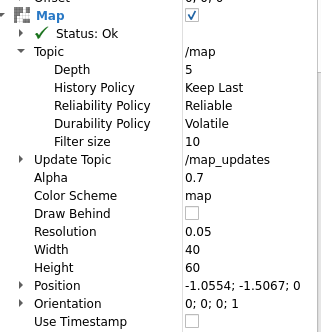 Offset 0; 0; 0
Map
Status: Ok
Topic /map
Depth 5
History Policy Keep Last
Reliability Policy Reliable
Durability Policy Volatile
Filter size 10
Update Topic /map_updates
Alpha 0.7
Color Scheme map
Draw Behind
Resolution 0.05
Width 40
Height 60
Position -1.0554; -1.5067; 0
Orientation 0; 0; 0; 1
Use Timestamp